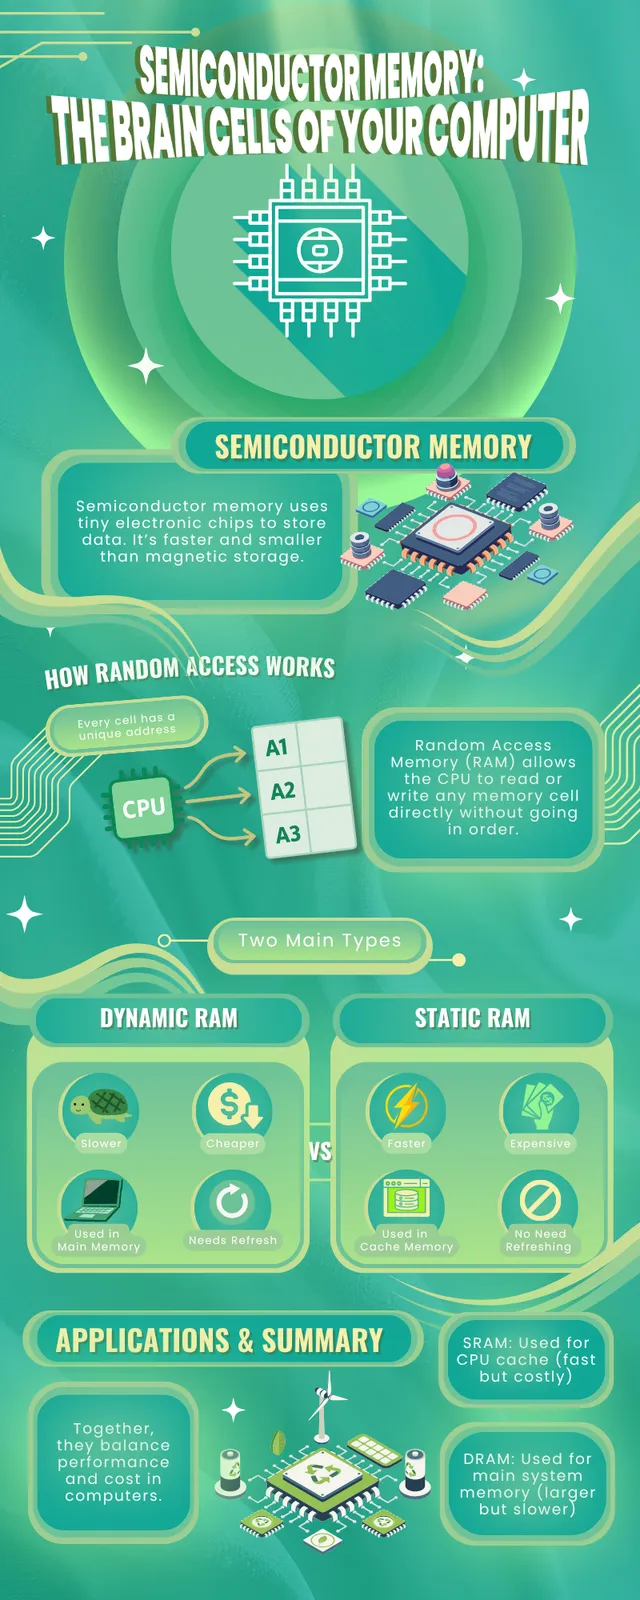 SEMICONDUCTOR MEMORY:
THE BRAIN CELLS OF YOUR COMPUTER
SEMICONDUCTOR MEMORY
Semiconductor memory uses
tiny electronic chips to store
data. It's faster and smaller
than magnetic storage.
HOW RANDOM ACCESS WORKS
Every cell has a
unique address
CPU
A1
A2
A3
Random Access
Memory (RAM) allows
the CPU to read or
write any memory cell
directly without going
in order.
Two Main Types
DYNAMIC RAM
Slower
Cheaper
Used in
Main Memory
Needs Refresh
VS
STATIC RAM
Faster
Expensive
Used in
Cache Memory
No Need
Refreshing
APPLICATIONS & SUMMARY
Together,
they balance
performance
and cost in
computers.
SRAM: Used for
CPU cache (fast
but costly)
DRAM: Used for
main system
memory (larger
but slower)